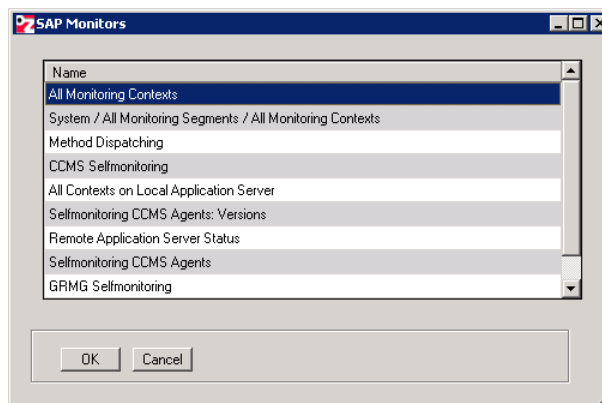 SAP Monitors
Name
All Monitoring Contexts
System / All Monitoring Segments / All Monitoring Contexts
Method Dispatching
CCMS Selfmonitoring
All Contexts on Local Application Server
Selfmonitoring CCMS Agents: Versions
Remote Application Server Status
Selfmonitoring CCMS Agents
GRMG Selfmonitoring
OK Cancel